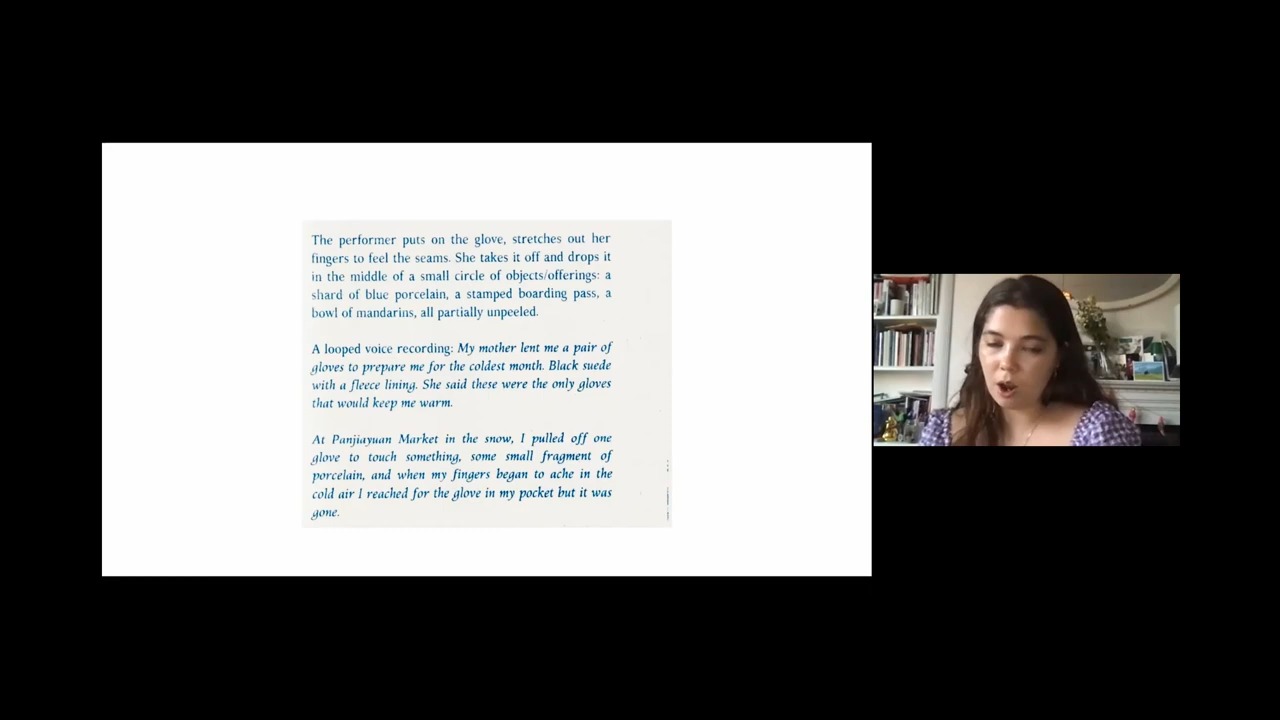 The performer puts on the glove, stretches out her
fingers to feel the seams. She takes it off and drops it
in the middle of a small circle of objects/offerings: a
shard of blue porcelain, a stamped boarding pass, a
bowl of mandarins, all partially unpeeled.
A looped voice recording: My mother lent me a pair of
gloves to prepare me for the coldest month. Black suede
with a fleece lining. She said these were the only gloves
that would keep me warm.
At Panjiayuan Market in the snow, I pulled off one
glove to touch something, some small fragment of
porcelain, and when my fingers began to ache in the
cold air I reached for the glove in my pocket but it was
gone.